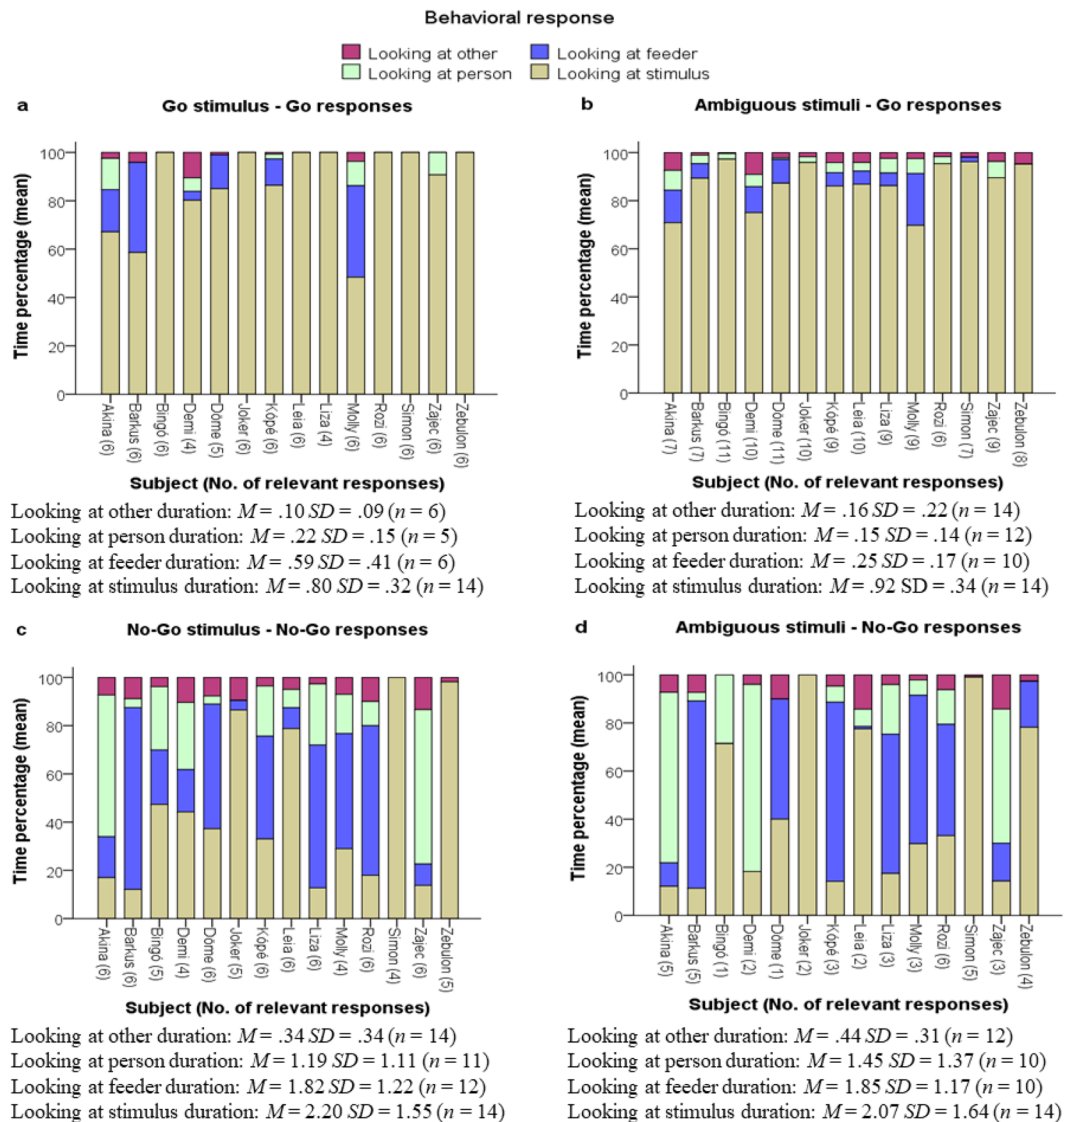 Behavioral response
Looking at other Looking at feeder
Looking at person Looking at stimulus
a Go stimulus - Go responses
Time percentage (mean)
100
80
60
40
20
0
Akina (6)
Barkus (6)
Bingó (6)
Demi (4)
Döme (5)
Joker (6)
Kópé (6)
Leia (6)
Liza (4)
Molly (6)
Rozi (6)
Simon (6)
Zajec (6)
Zebulon (6)
Subject (No. of relevant responses)
Looking at other duration: M = .10 SD = .09 (n = 6)
Looking at person duration: M = .22 SD = .15 (n = 5)
Looking at feeder duration: M = .59 SD = .41 (n = 6)
Looking at stimulus duration: M = .80 SD = .32 (n = 14)
b Ambiguous stimuli - Go responses
Time percentage (mean)
100
80
60
40
20
0
Akina (7)
Barkus (7)
Bingó (11)
Demi (10)
Döme (11)
Joker (10)
Kópé (9)
Leia (10)
Liza (9)
Molly (9)
Rozi (6)
Simon (7)
Zajec (9)
Zebulon (8)
Subject (No. of relevant responses)
Looking at other duration: M = .16 SD = .22 (n = 14)
Looking at person duration: M = .15 SD = .14 (n = 12)
Looking at feeder duration: M = .25 SD = .17 (n = 10)
Looking at stimulus duration: M = .92 SD = .34 (n = 14)
c No-Go stimulus - No-Go responses
Time percentage (mean)
100
80
60
40
20
0
Akina (6)
Barkus (6)
Bingó (5)
Demi (4)
Döme (6)
Joker (5)
Kópé (6)
Leia (6)
Liza (6)
Molly (4)
Rozi (6)
Simon (4)
Zajec (6)
Zebulon (5)
Subject (No. of relevant responses)
Looking at other duration: M = .34 SD = .34 (n = 14)
Looking at person duration: M = 1.19 SD = 1.11 (n = 11)
Looking at feeder duration: M = 1.82 SD = 1.22 (n = 12)
Looking at stimulus duration: M = 2.20 SD = 1.55 (n = 14)
d Ambiguous stimuli - No-Go responses
Time percentage (mean)
100
80
60
40
20
0
Akina (5)
Barkus (5)
Bingó (1)
Demi (2)
Döme (1)
Joker (2)
Kópé (3)
Leia (2)
Liza (3)
Molly (3)
Rozi (6)
Simon (5)
Zajec (3)
Zebulon (4)
Subject (No. of relevant responses)
Looking at other duration: M = .44 SD = .31 (n = 12)
Looking at person duration: M = 1.45 SD = 1.37 (n = 10)
Looking at feeder duration: M = 1.85 SD = 1.17 (n = 10)
Looking at stimulus duration: M = 2.07 SD = 1.64 (n = 14)